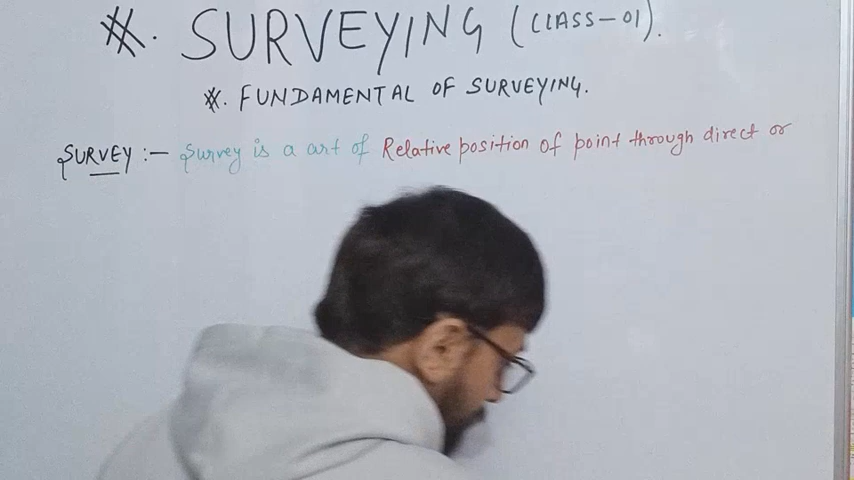 ※. SURVEYING (CLASS-01).
※. FUNDAMENTAL OF SURVEYING.
SURVEY :- Survey is a art of Relative position of point through direct or